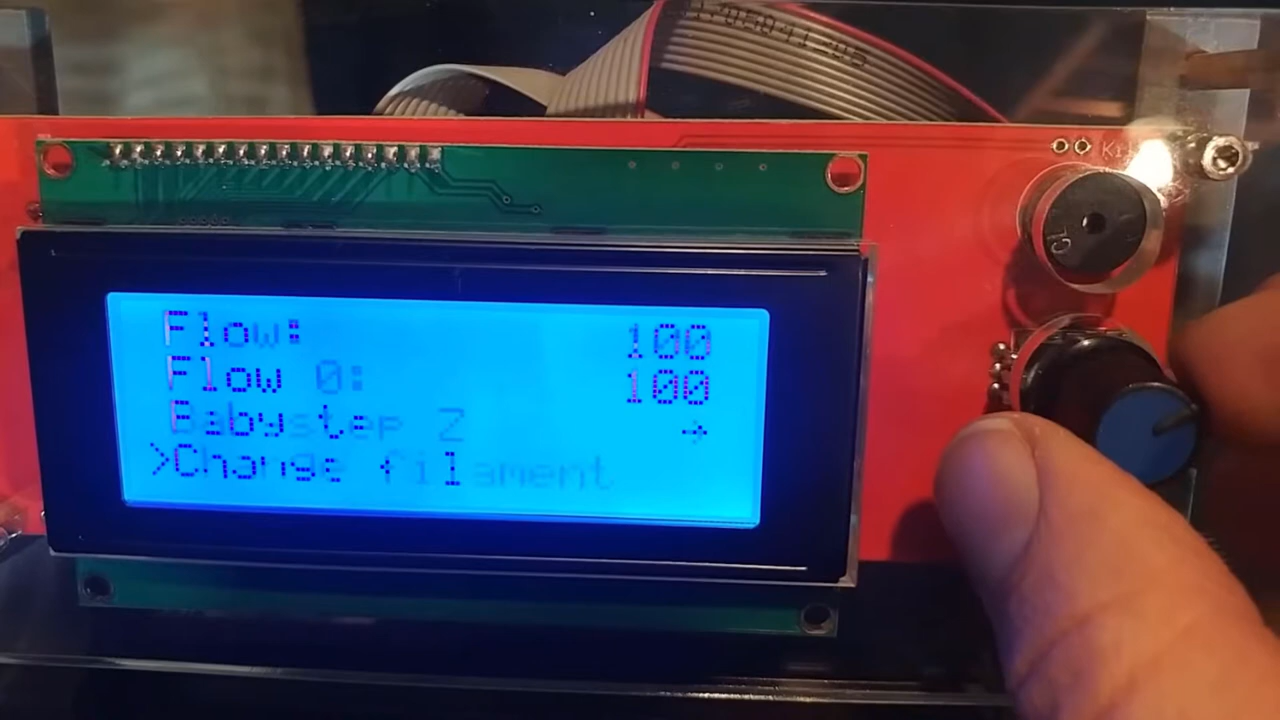 Flow: 100
Flow 0: 100
Babystep Z →
>Change filament